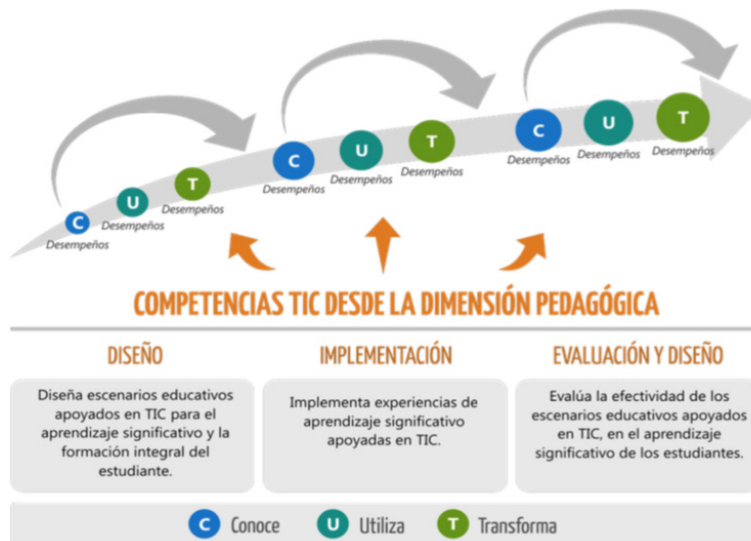 C
U
T
Desempeños
Desempeños
Desempeños
C
U
T
Desempeños
Desempeños
Desempeños
C
U
T
Desempeños
Desempeños
Desempeños
COMPETENCIAS TIC DESDE LA DIMENSIÓN PEDAGÓGICA
DISEÑO
Diseña escenarios educativos
apoyados en TIC para el
aprendizaje significativo y la
formación integral del
estudiante.
IMPLEMENTACIÓN
Implementa experiencias de
aprendizaje significativo
apoyadas en TIC.
EVALUACIÓN Y DISEÑO
Evalúa la efectividad de los
escenarios educativos apoyados
en TIC, en el aprendizaje
significativo de los estudiantes.
C Conoce U Utiliza T Transforma